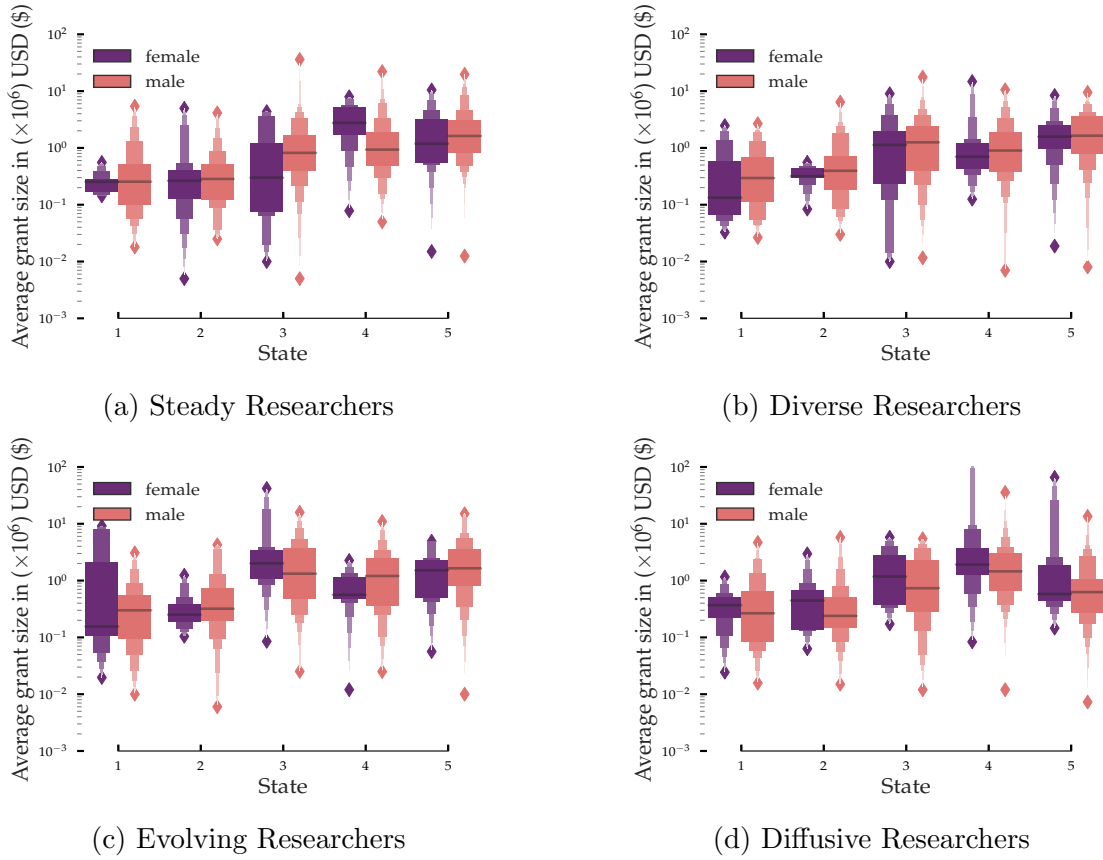 Average grant size in (×10⁶) USD ($)
10²
10¹
10⁰
10⁻¹
10⁻²
10⁻³
female
male
1 2 3 4 5
State
(a) Steady Researchers
Average grant size in (×10⁶) USD ($)
10²
10¹
10⁰
10⁻¹
10⁻²
10⁻³
female
male
1 2 3 4 5
State
(b) Diverse Researchers
Average grant size in (×10⁶) USD ($)
10²
10¹
10⁰
10⁻¹
10⁻²
10⁻³
female
male
1 2 3 4 5
State
(c) Evolving Researchers
Average grant size in (×10⁶) USD ($)
10²
10¹
10⁰
10⁻¹
10⁻²
10⁻³
female
male
1 2 3 4 5
State
(d) Diffusive Researchers